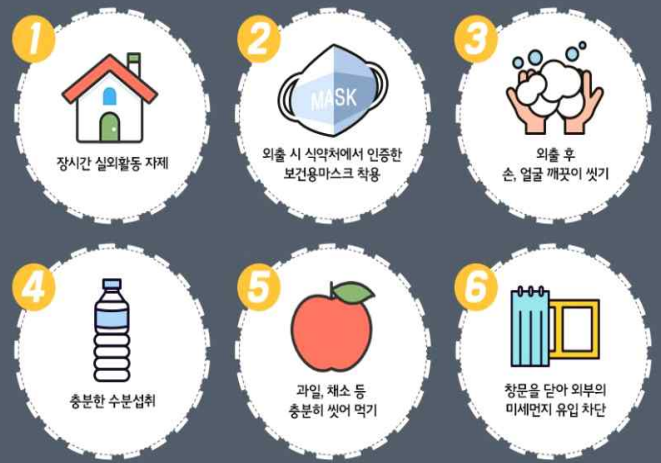 1
장시간 실외활동 자제
2
MASK
외출 시 식약처에서 인증한
보건용마스크 착용
3
외출 후
손, 얼굴 깨끗이 씻기
4
충분한 수분섭취
5
과일, 채소 등
충분히 씻어 먹기
6
창문을 닫아 외부의
미세먼지 유입 차단